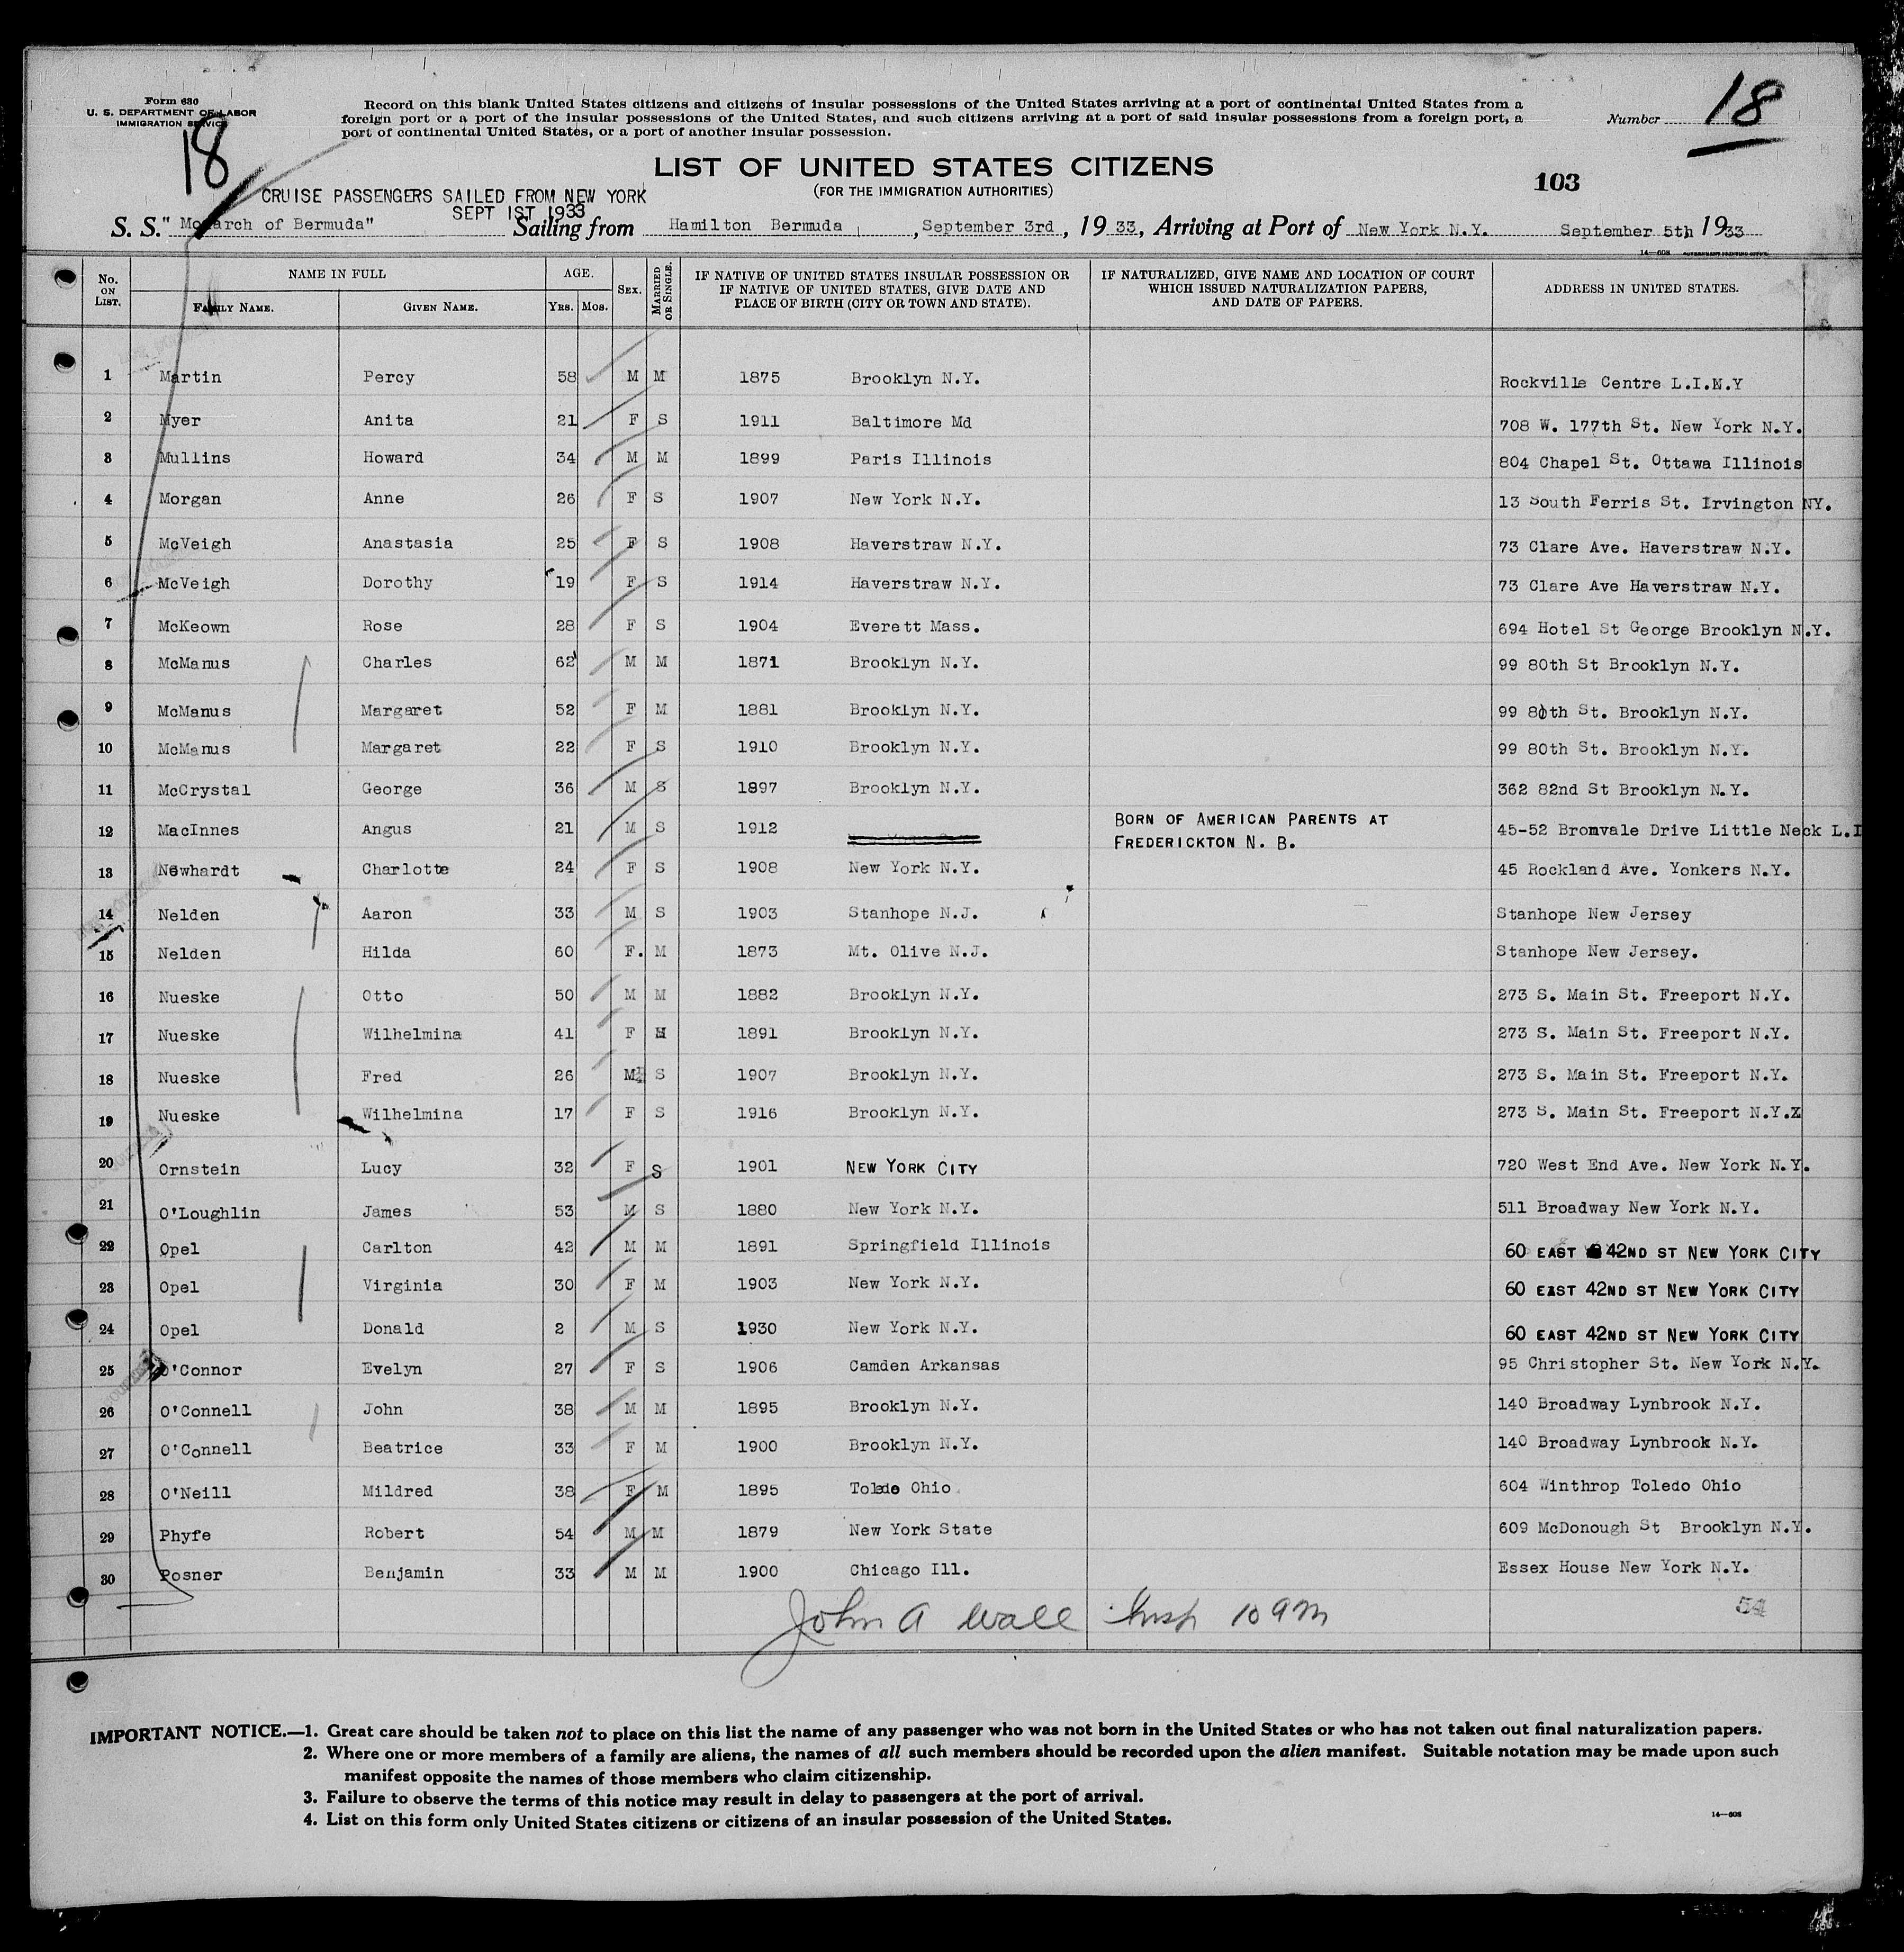 Form 630
U. S. DEPARTMENT OF LABOR
IMMIGRATION SERVICE
18
Record on this blank United States citizens and citizens of insular possessions of the United States arriving at a port of continental United States from a
foreign port or a port of the insular possessions of the United States, and such citizens arriving at a port of said insular possessions from a foreign port, a
port of continental United States, or a port of another insular possession.
Number 18
LIST OF UNITED STATES CITIZENS
(FOR THE IMMIGRATION AUTHORITIES)
103
CRUISE PASSENGERS SAILED FROM NEW YORK
SEPT 1ST 1933
S. S. "Monarch of Bermuda" Sailing from Hamilton Bermuda, September 3rd, 1933, Arriving at Port of New York N.Y. September 5th 1933
14—608 GOVERNMENT PRINTING OFFICE
No. ON LIST. NAME IN FULL FAMILY NAME. GIVEN NAME. AGE. Yrs. Mos. SEX. MARRIED OR SINGLE. IF NATIVE OF UNITED STATES INSULAR POSSESSION OR IF NATIVE OF UNITED STATES, GIVE DATE AND PLACE OF BIRTH (CITY OR TOWN AND STATE). IF NATURALIZED, GIVE NAME AND LOCATION OF COURT WHICH ISSUED NATURALIZATION PAPERS, AND DATE OF PAPERS. ADDRESS IN UNITED STATES.
1 Martin Percy 58 M M 1875 Brooklyn N.Y. Rockville Centre L.I.N.Y
2 Myer Anita 21 F S 1911 Baltimore Md 708 W. 177th St. New York N.Y.
3 Mullins Howard 34 M M 1899 Paris Illinois 804 Chapel St. Ottawa Illinois
4 Morgan Anne 26 F S 1907 New York N.Y. 13 South Ferris St. Irvington NY.
5 McVeigh Anastasia 25 F S 1908 Haverstraw N.Y. 73 Clare Ave. Haverstraw N.Y.
6 McVeigh Dorothy 19 F S 1914 Haverstraw N.Y. 73 Clare Ave Haverstraw N.Y.
7 McKeown Rose 28 F S 1904 Everett Mass. 694 Hotel St George Brooklyn N.Y.
8 McManus Charles 62 M M 1871 Brooklyn N.Y. 99 80th St Brooklyn N.Y.
9 McManus Margaret 52 F M 1881 Brooklyn N.Y. 99 80th St. Brooklyn N.Y.
10 McManus Margaret 22 F S 1910 Brooklyn N.Y. 99 80th St. Brooklyn N.Y.
11 McCrystal George 36 M S 1897 Brooklyn N.Y. 362 82nd St Brooklyn N.Y.
12 MacInnes Angus 21 M S 1912 BORN OF AMERICAN PARENTS AT FREDERICKTON N. B. 45-52 Bromvale Drive Little Neck L.I
13 Newhardt Charlotte 24 F S 1908 New York N.Y. 45 Rockland Ave. Yonkers N.Y.
14 Nelden Aaron 33 M S 1903 Stanhope N.J. Stanhope New Jersey
15 Nelden Hilda 60 F. M 1873 Mt. Olive N.J. Stanhope New Jersey.
16 Nueske Otto 50 M M 1882 Brooklyn N.Y. 273 S. Main St. Freeport N.Y.
17 Nueske Wilhelmina 41 F M 1891 Brooklyn N.Y. 273 S. Main St. Freeport N.Y.
18 Nueske Fred 26 M S 1907 Brooklyn N.Y. 273 S. Main St. Freeport N.Y.
19 Nueske Wilhelmina 17 F S 1916 Brooklyn N.Y. 273 S. Main St. Freeport N.Y.
20 Ornstein Lucy 32 F S 1901 NEW YORK CITY 720 West End Ave. New York N.Y.
21 O'Loughlin James 53 M S 1880 New York N.Y. 511 Broadway New York N.Y.
22 Opel Carlton 42 M M 1891 Springfield Illinois 60 EAST 42ND ST NEW YORK CITY
23 Opel Virginia 30 F M 1903 New York N.Y. 60 EAST 42ND ST NEW YORK CITY
24 Opel Donald 2 M S 1930 New York N.Y. 60 EAST 42ND ST NEW YORK CITY
25 O'Connor Evelyn 27 F S 1906 Camden Arkansas 95 Christopher St. New York N.Y.
26 O'Connell John 38 M M 1895 Brooklyn N.Y. 140 Broadway Lynbrook N.Y.
27 O'Connell Beatrice 33 F M 1900 Brooklyn N.Y. 140 Broadway Lynbrook N.Y.
28 O'Neill Mildred 38 F M 1895 Toledo Ohio 604 Winthrop Toledo Ohio
29 Phyfe Robert 54 M M 1879 New York State 609 McDonough St Brooklyn N.Y.
30 Posner Benjamin 33 M M 1900 Chicago Ill. Essex House New York N.Y.
John A Wall Insp 10 am
54
IMPORTANT NOTICE.—1. Great care should be taken not to place on this list the name of any passenger who was not born in the United States or who has not taken out final naturalization papers.
2. Where one or more members of a family are aliens, the names of all such members should be recorded upon the alien manifest. Suitable notation may be made upon such
manifest opposite the names of those members who claim citizenship.
3. Failure to observe the terms of this notice may result in delay to passengers at the port of arrival.
4. List on this form only United States citizens or citizens of an insular possession of the United States.
14—608